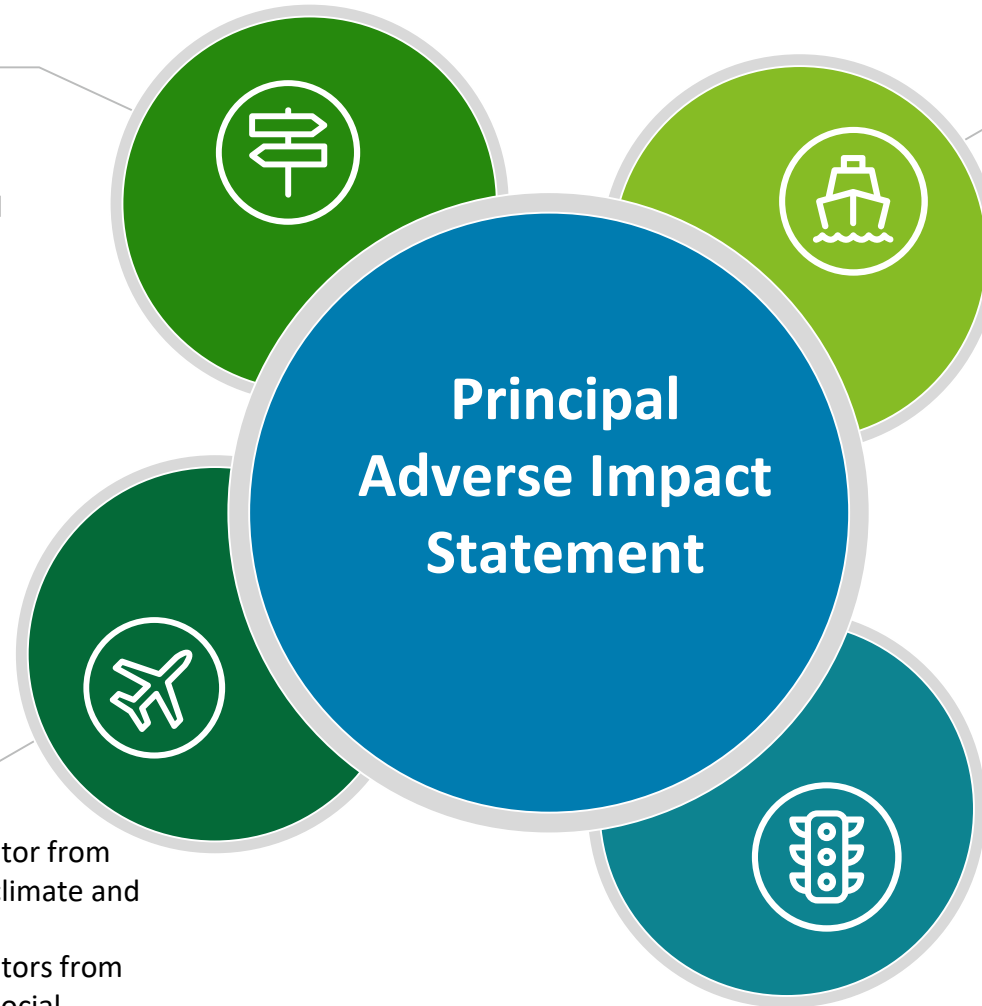 Principal
Adverse Impact
Statement
tor from
limate and
tors from